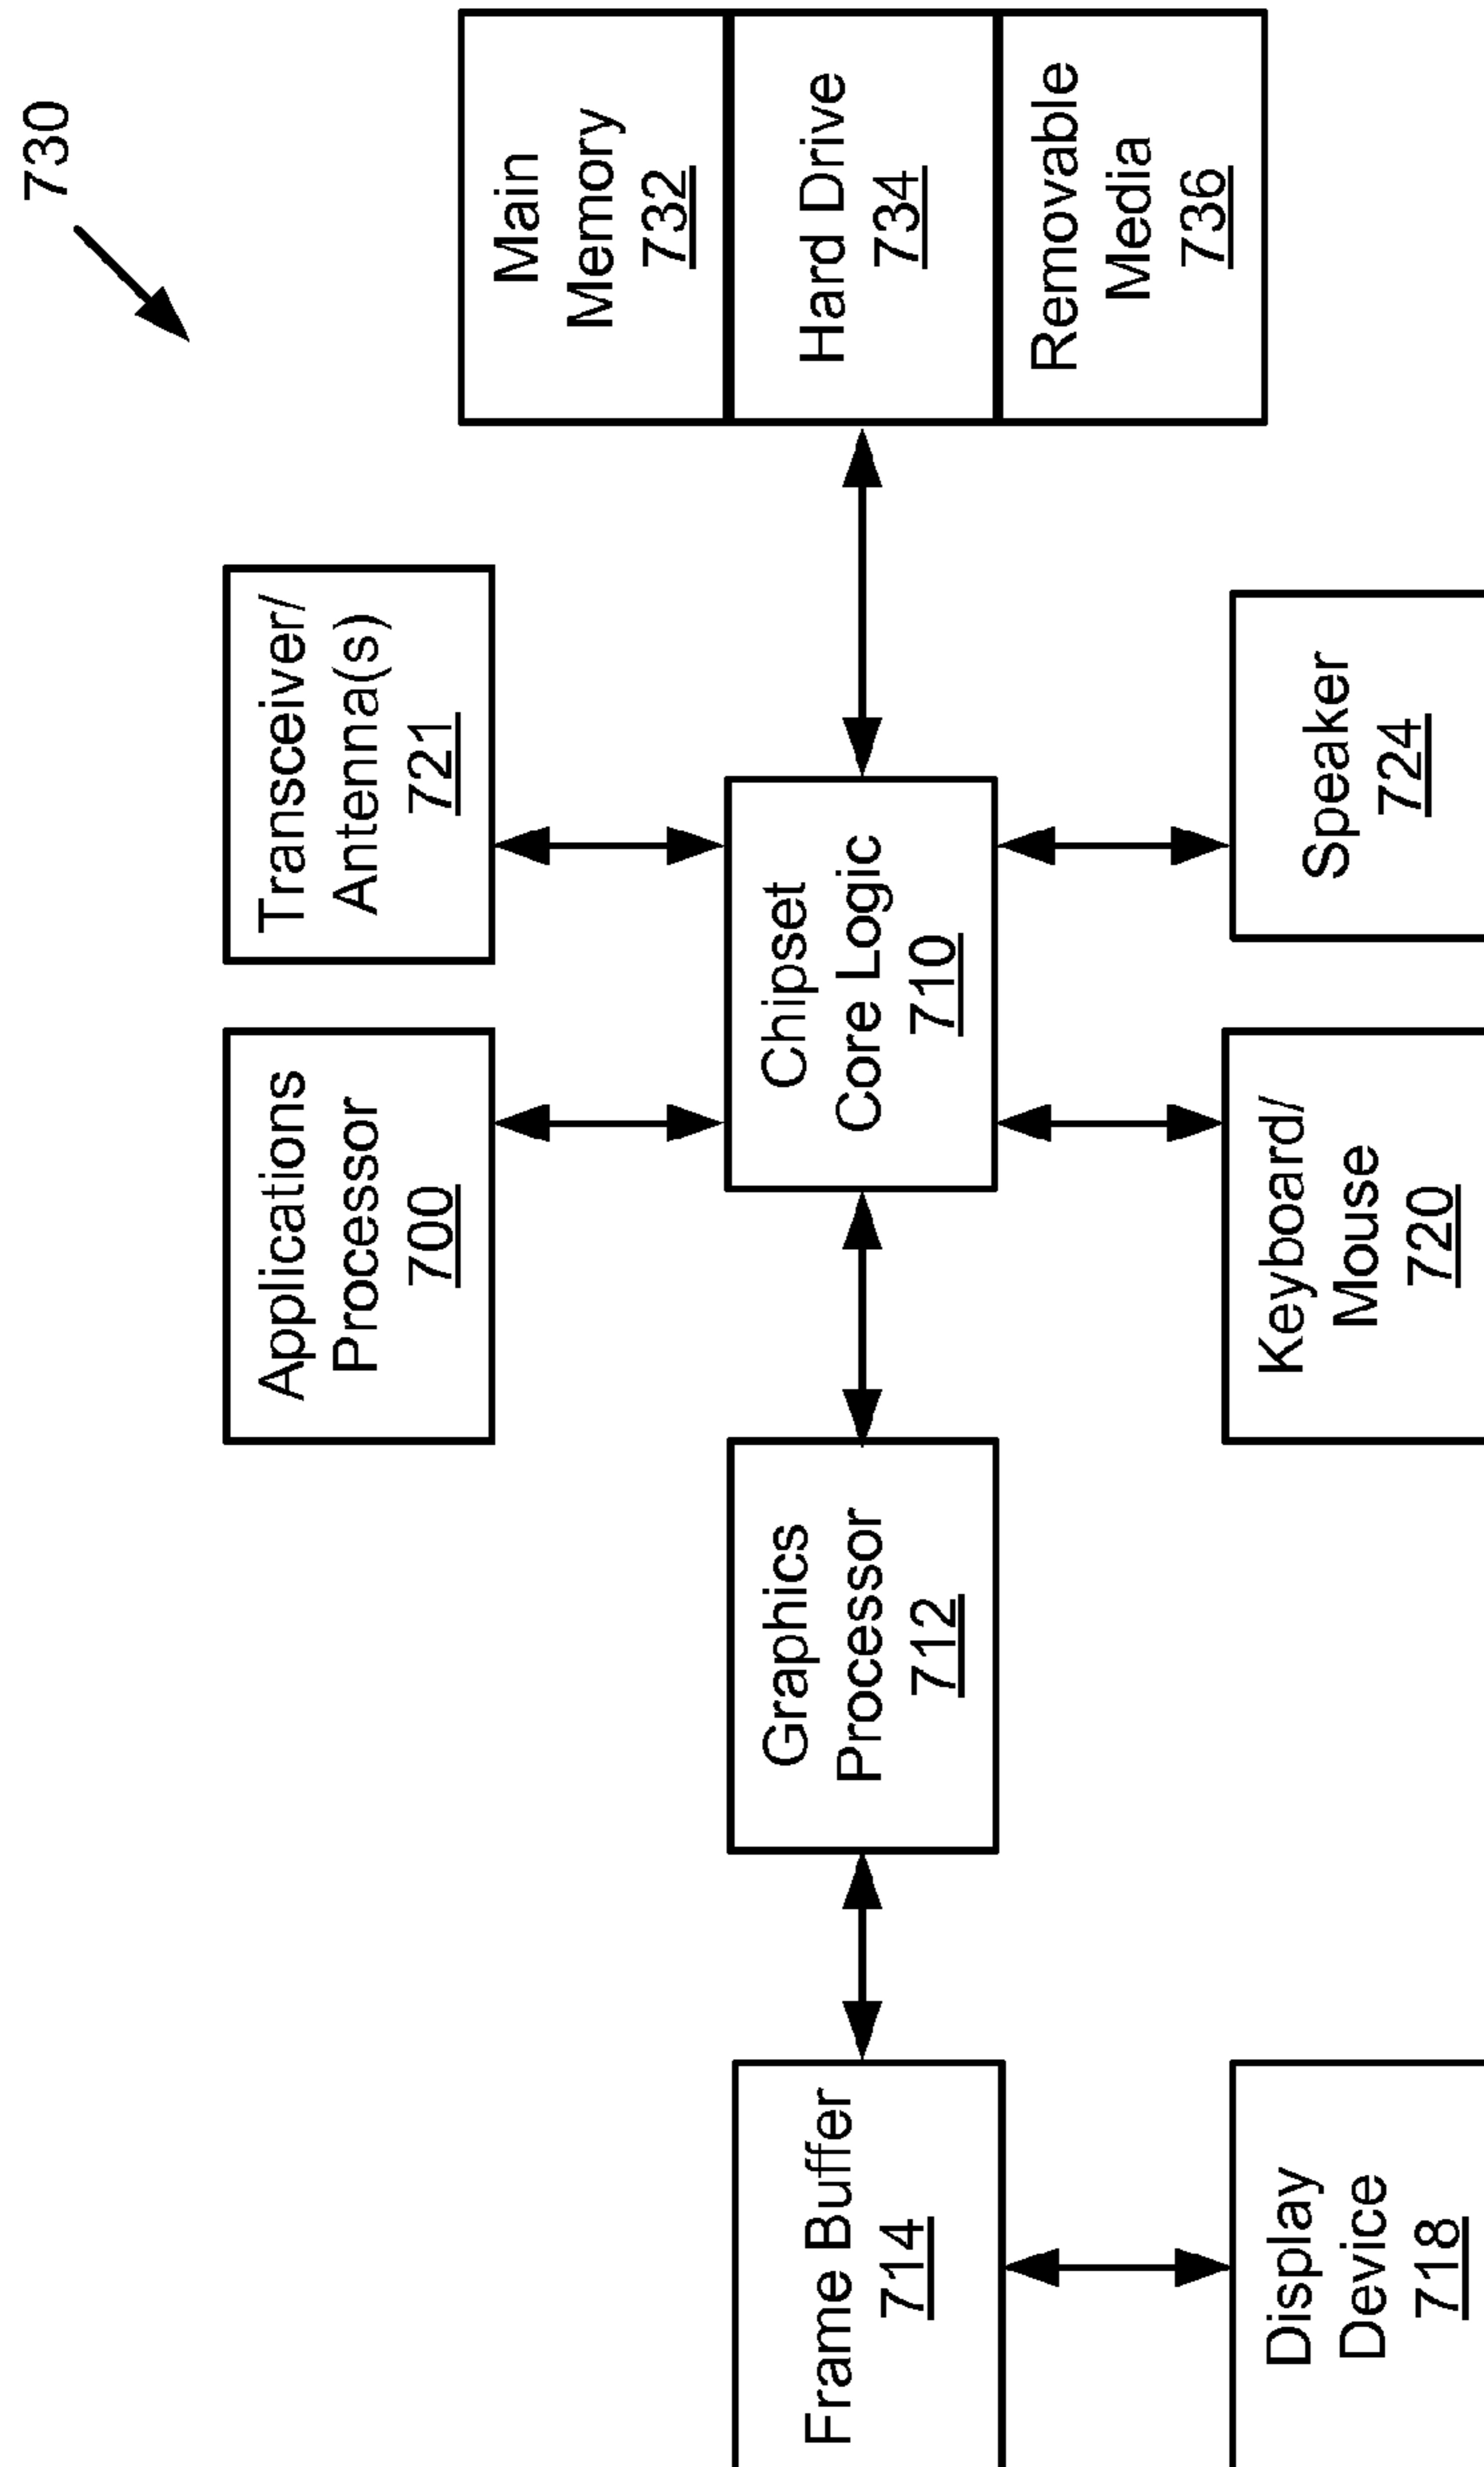 730
Main
Memory
732
Hard Drive
734
Removable
Media
736
Transceiver/
Antenna(s)
721
Applications
Processor
700
Chipset
Core Logic
710
Speaker
724
Keyboard/
Mouse
720
Graphics
Processor
712
Frame Buffer
714
Display
Device
718